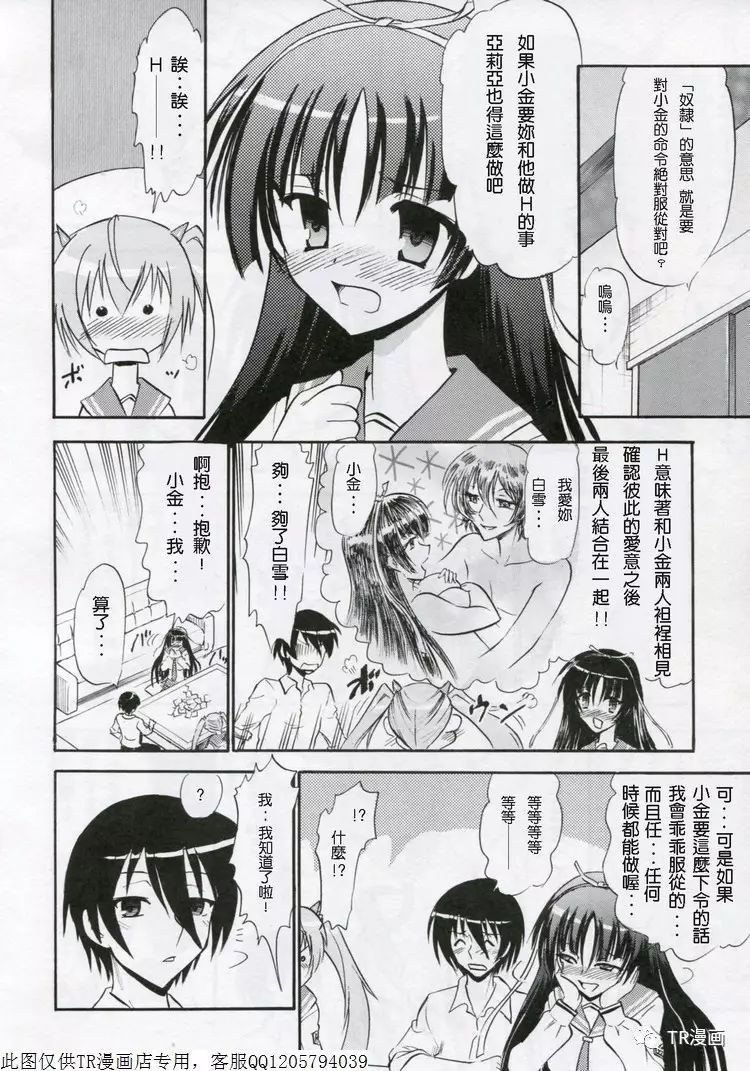 「奴隸」的意思 就是要
對小金的命令絕對服從對吧？
嗚嗚…
如果小金要妳和他做H的事
亞莉亞也得這麼做吧
誒‥誒‥‥
H——!!
H意味著和小金兩人袒裎相見
確認彼此的愛意之後
最後兩人結合在一起!!
我愛妳
白雪‥‥
小金‥‥
夠‥‥夠了白雪!!
啊抱‥‥抱歉！
小金‥‥我‥‥
算了‥‥
ボッ
ウ…ン
ボッ
可‥‥可是如果
小金要這麼下令的話
我會乖乖服從的‥‥
而且任‥‥任何
時候都能做喔‥‥
等等等等
等等——
!?
什麼!?
我‥我知道了啦！
？
TR漫画
此图仅供TR漫画店专用，客服QQ1205794039